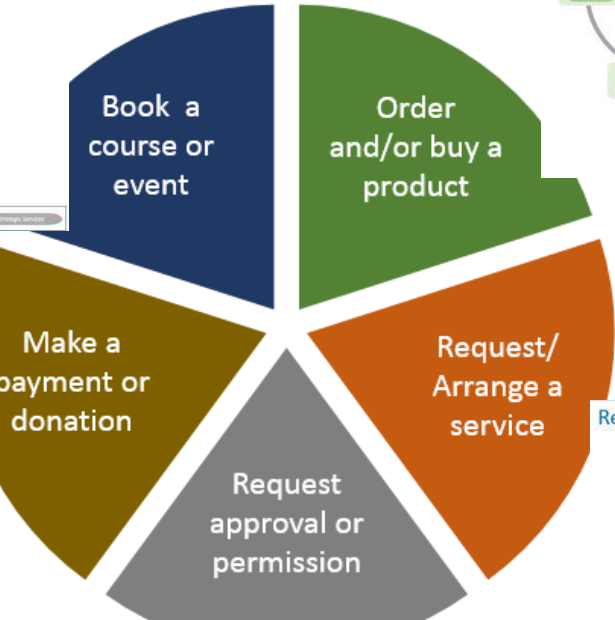 Book a
course or
event
Order
and/or buy a
product
Request/
Arrange a
service
Request
approval or
permission
Make a
payment or
donation
Re